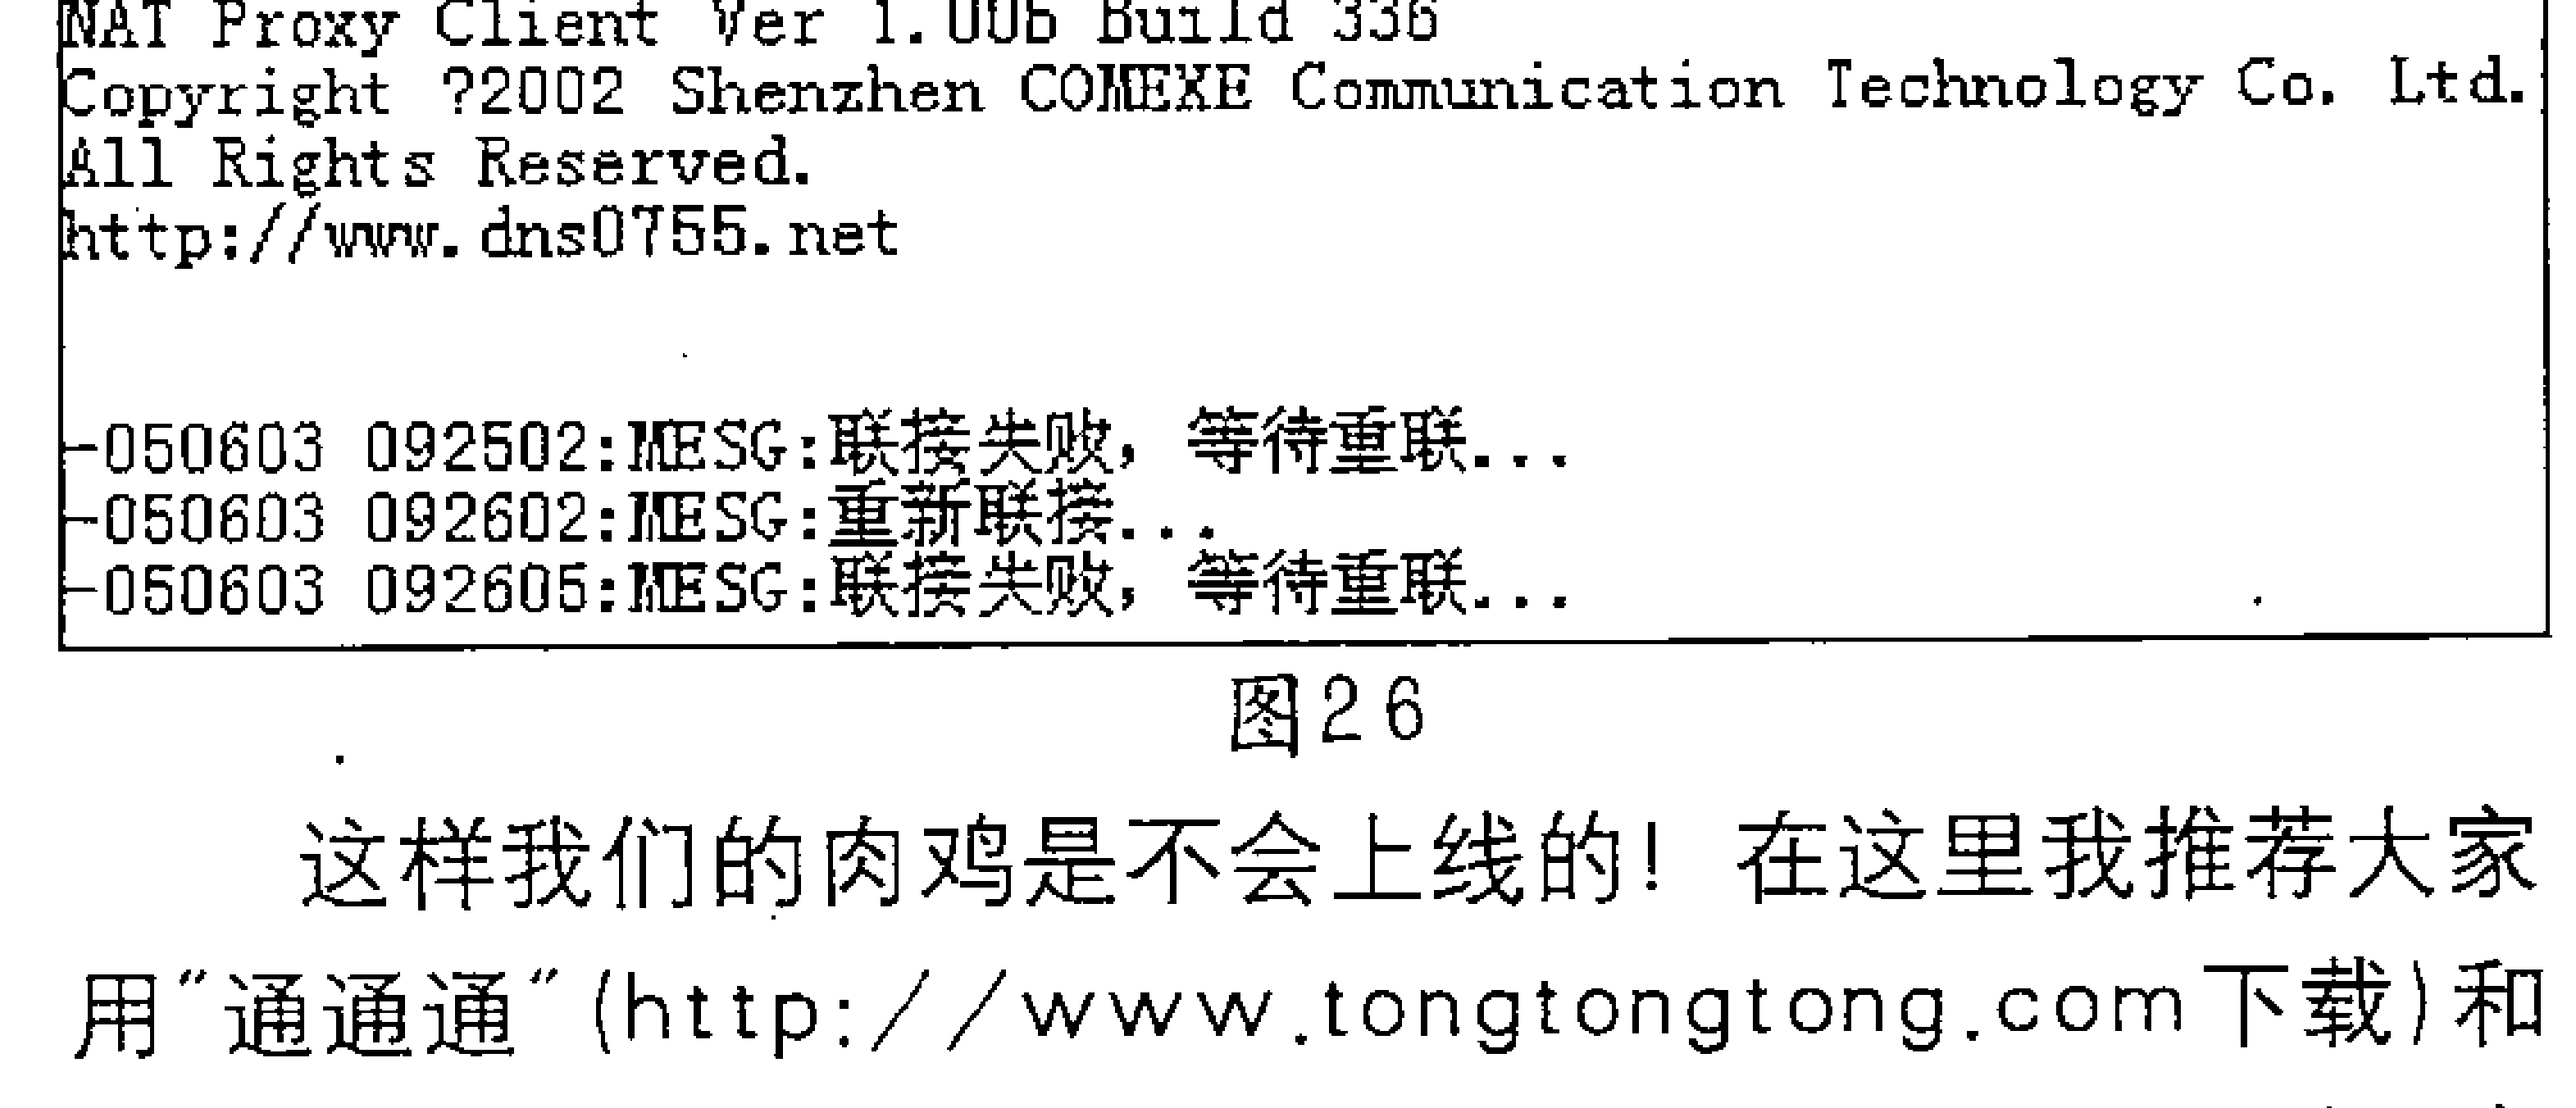 NAT Proxy Client Ver 1.00b Build 336
Copyright ?2002 Shenzhen COMEXE Communication Technology Co. Ltd.
All Rights Reserved.
http://www.dns0755.net
-050603 092502:MESG:联接失败，等待重联...
-050603 092602:MESG:重新联接...
-050603 092605:MESG:联接失败，等待重联...
图26
这样我们的肉鸡是不会上线的！在这里我推荐大家
用"通通通"(http://www.tongtongtong.com下载)和